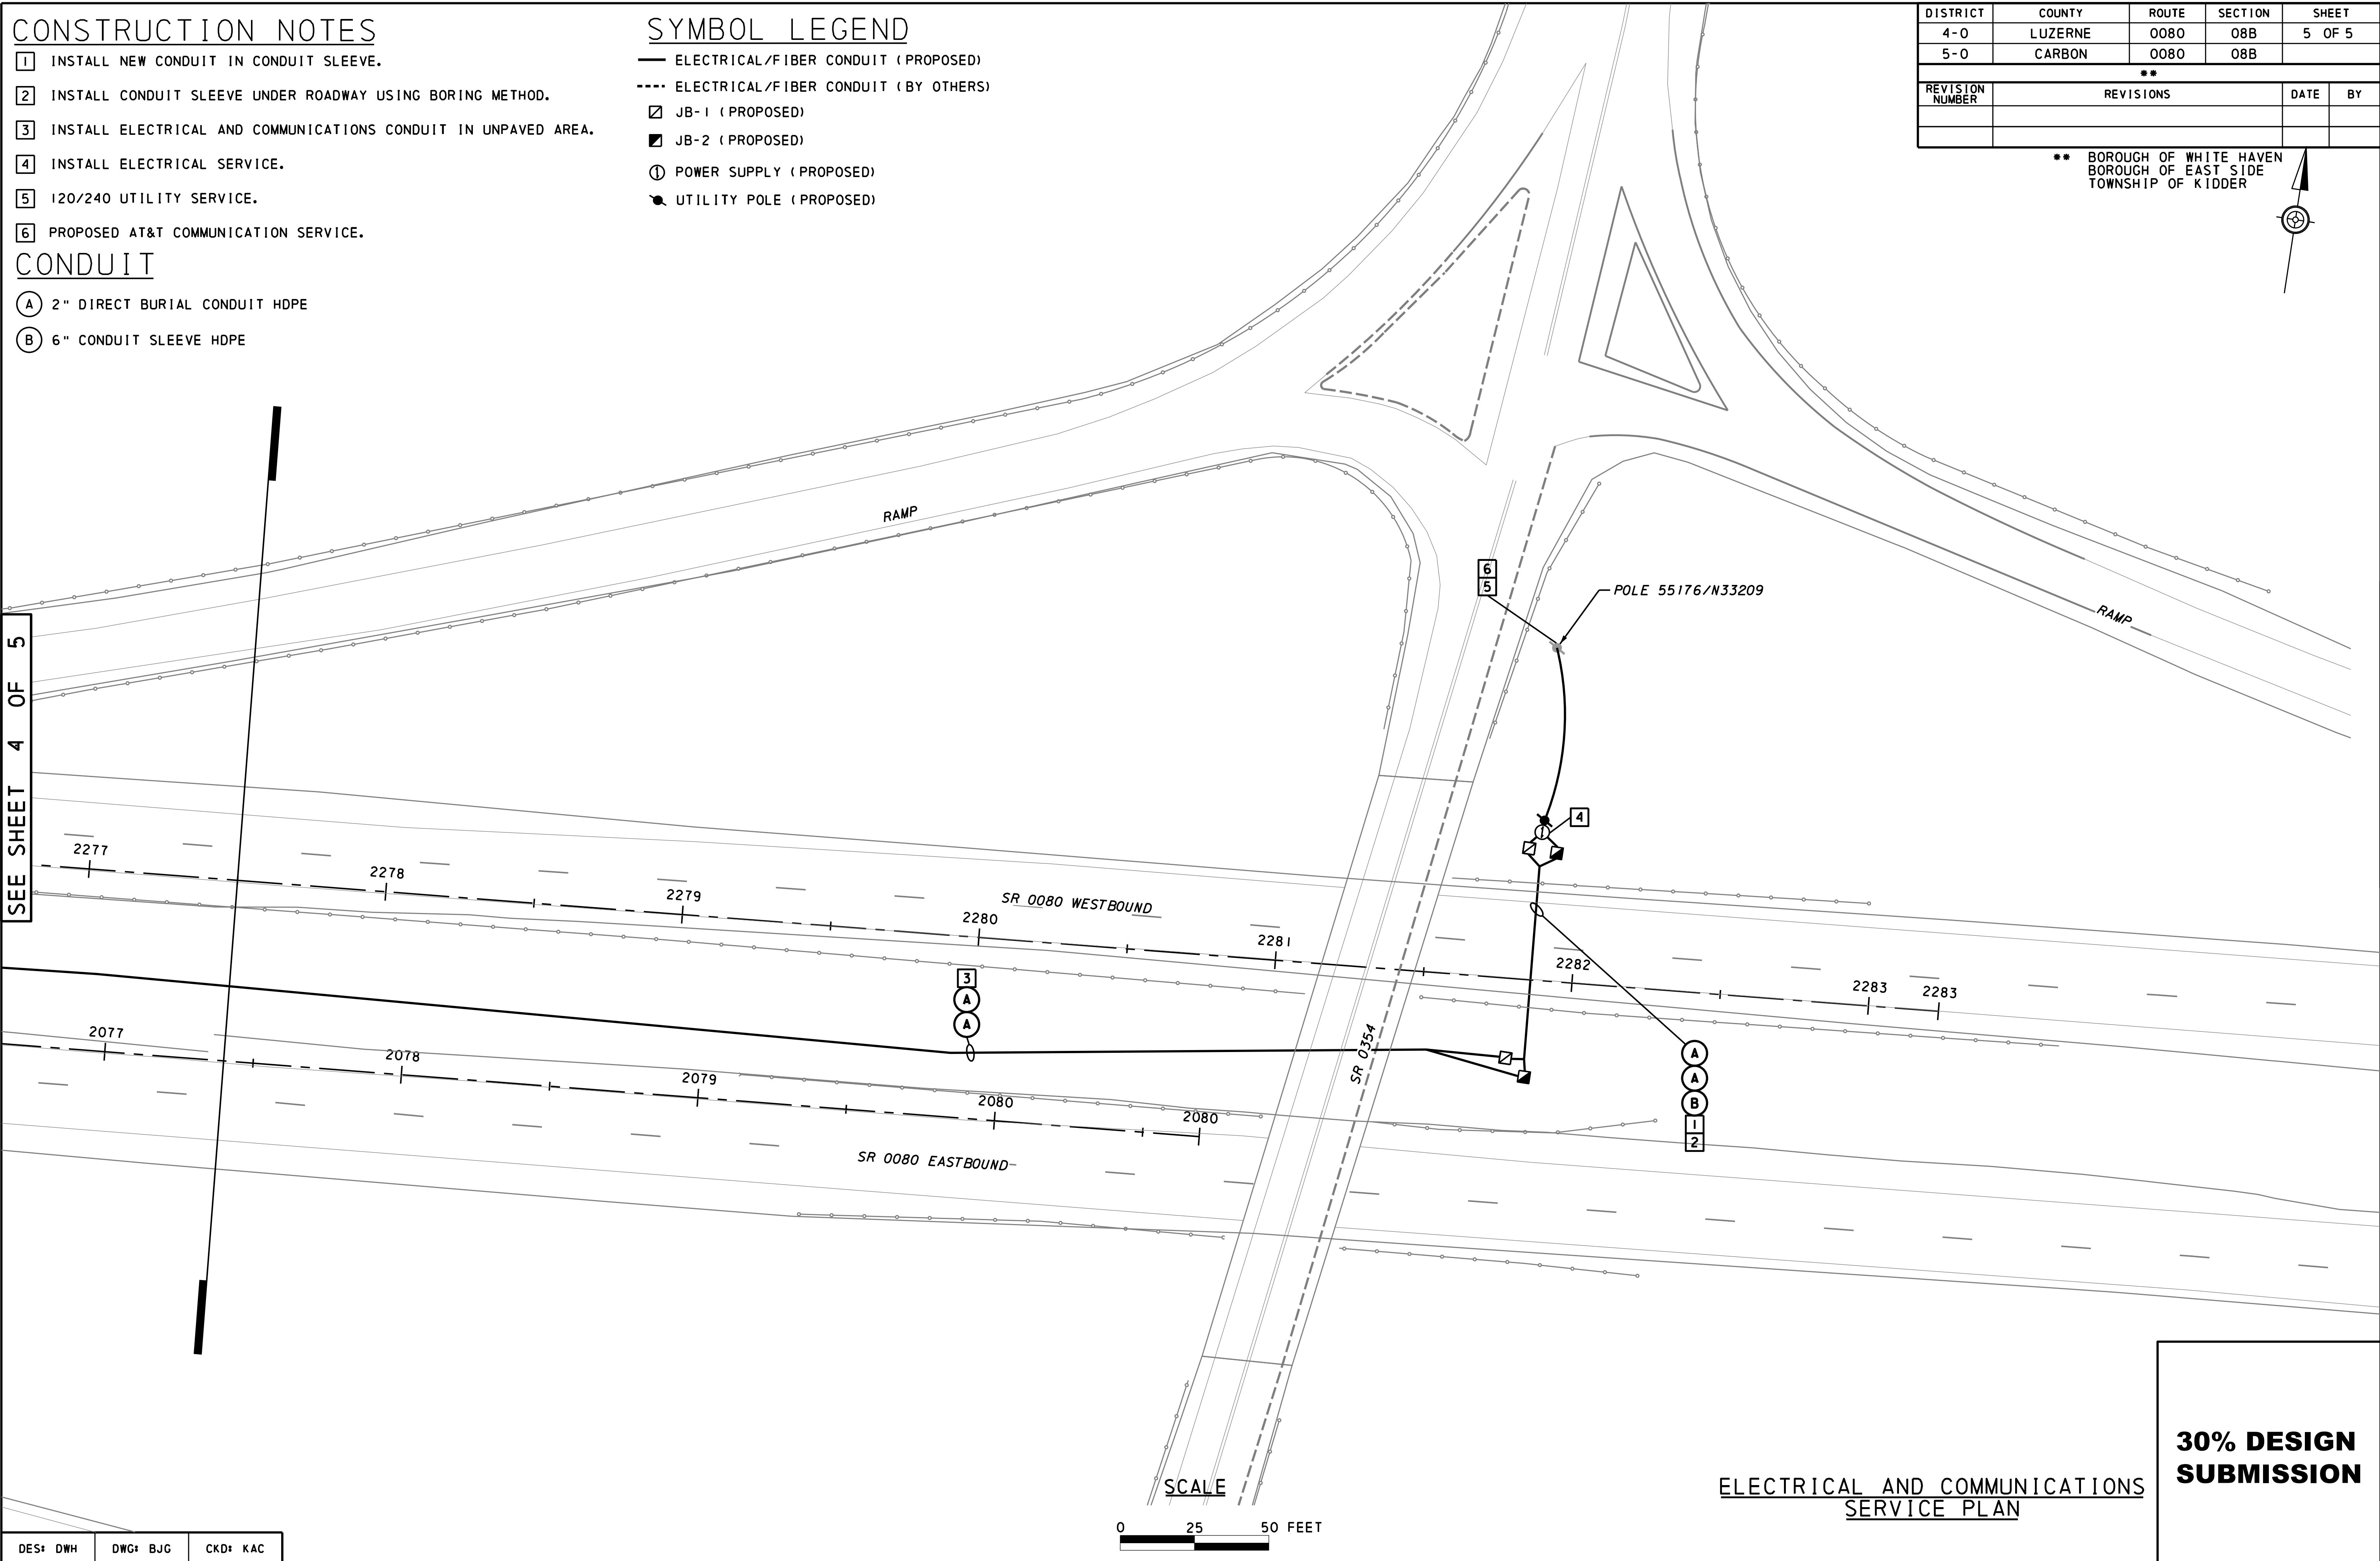 CONSTRUCTION NOTES
1 INSTALL NEW CONDUIT IN CONDUIT SLEEVE.
2 INSTALL CONDUIT SLEEVE UNDER ROADWAY USING BORING METHOD.
3 INSTALL ELECTRICAL AND COMMUNICATIONS CONDUIT IN UNPAVED AREA.
4 INSTALL ELECTRICAL SERVICE.
5 120/240 UTILITY SERVICE.
6 PROPOSED AT&T COMMUNICATION SERVICE.
CONDUIT
A 2" DIRECT BURIAL CONDUIT HDPE
B 6" CONDUIT SLEEVE HDPE
SYMBOL LEGEND
ELECTRICAL/FIBER CONDUIT (PROPOSED)
ELECTRICAL/FIBER CONDUIT (BY OTHERS)
JB-1 (PROPOSED)
JB-2 (PROPOSED)
1 POWER SUPPLY (PROPOSED)
UTILITY POLE (PROPOSED)
DISTRICT COUNTY ROUTE SECTION SHEET
4-0 LUZERNE 0080 08B 5 OF 5
5-0 CARBON 0080 08B
**
REVISION NUMBER REVISIONS DATE BY
** BOROUGH OF WHITE HAVEN
BOROUGH OF EAST SIDE
TOWNSHIP OF KIDDER
RAMP
6
5
POLE 55176/N33209
RAMP
SEE SHEET 4 OF 5
4
1
2277
2278
2279
2280
SR 0080 WESTBOUND
2281
2282
2283
2283
3
A
A
2077
2078
2079
2080
2080
SR 0354
A
A
B
1
2
SR 0080 EASTBOUND
SCALE
0 25 50 FEET
ELECTRICAL AND COMMUNICATIONS
SERVICE PLAN
30% DESIGN
SUBMISSION
DES: DWH DWG: BJG CKD: KAC